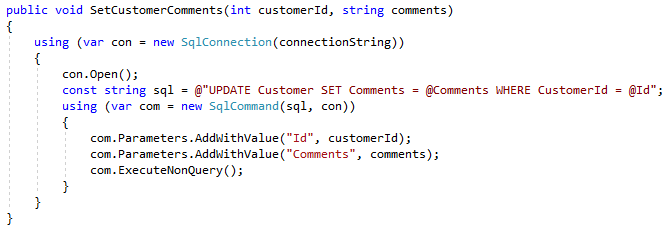 public void SetCustomerComments(int customerId, string comments)
{
    using (var con = new SqlConnection(connectionString))
    {
        con.Open();
        const string sql = @"UPDATE Customer SET Comments = @Comments WHERE CustomerId = @Id";
        using (var com = new SqlCommand(sql, con))
        {
            com.Parameters.AddWithValue("Id", customerId);
            com.Parameters.AddWithValue("Comments", comments);
            com.ExecuteNonQuery();
        }
    }
}